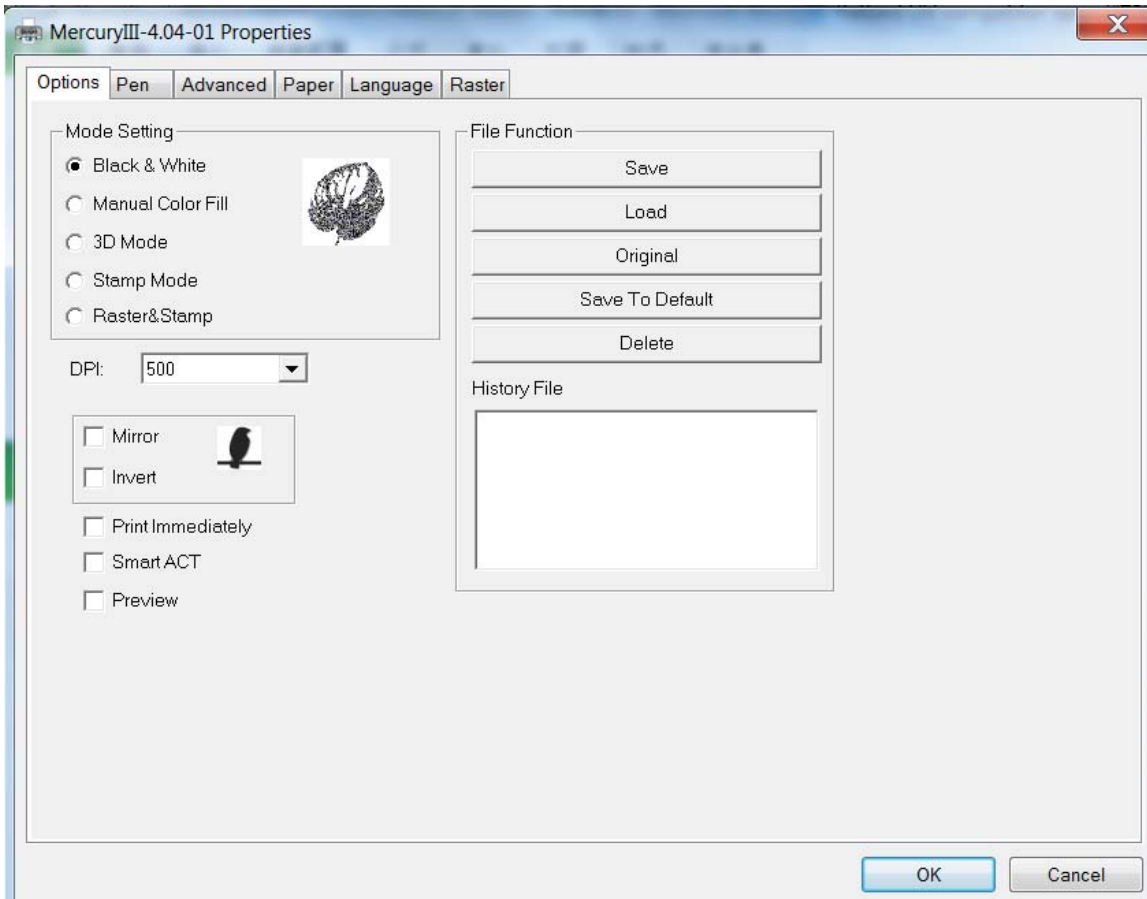 MercuryIII-4.04-01 Properties
X
Options Pen Advanced Paper Language Raster
Mode Setting
Black & White
Manual Color Fill
3D Mode
Stamp Mode
Raster&Stamp
DPI: 500
Mirror
Invert
Print Immediately
Smart ACT
Preview
File Function
Save
Load
Original
Save To Default
Delete
History File
OK Cancel